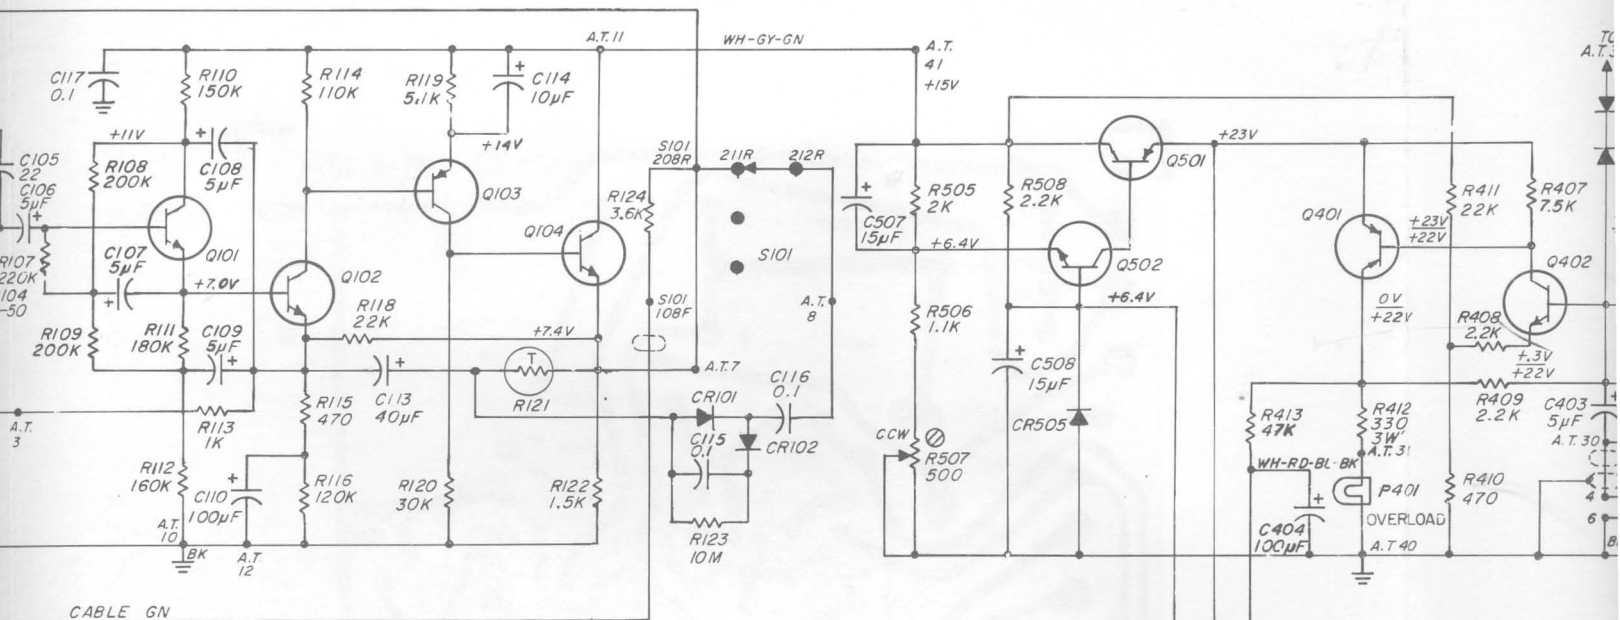 A.T. 11
WH-GY-GN
A.T.
41
+15V
C117
0.1
R110
150K
R114
110K
R119
5.1K
C114
10µF
+11V
+14V
C105
22
C106
5µF
R108
200K
C108
5µF
Q101
Q103
R124
3.6K
S101
208R
211R
212R
S101
Q104
R107
220K
C107
5µF
+7.0V
Q102
R118
22K
+7.4V
S101
108F
A.T.
8
R109
200K
R111
180K
C109
5µF
T
R121
A.T. 7
C113
40µF
R115
470
A.T.
3
R113
1K
CR101
C116
0.1
C115
0.1
CR102
R112
160K
C110
100µF
R116
120K
R120
30K
R122
1.5K
R123
10M
A.T.
10
BK
A.T.
12
CABLE GN
+23V
Q501
C507
15µF
R505
2K
R508
2.2K
+6.4V
Q502
+6.4V
R506
1.1K
C508
15µF
CR505
CCW
R507
500
R411
22K
R407
7.5K
Q401
+23V
+22V
Q402
0V
+22V
R408
2.2K
+.3V
+22V
R409
2.2K
R413
47K
R412
330
3W
A.T. 31
C403
5µF
A.T. 30
WH-RD-BL-BK
P401
OVERLOAD
R410
470
C404
100µF
A.T 40
4
6